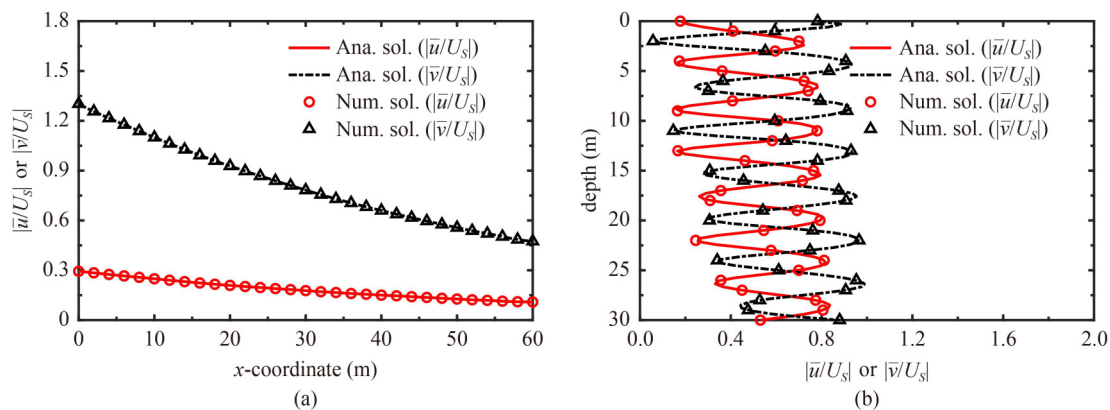 1.8
1.5
1.2
0.9
0.6
0.3
0
|u̅/U_S| or |v̅/U_S|
Ana. sol. (|u̅/U_S|)
Ana. sol. (|v̅/U_S|)
Num. sol. (|u̅/U_S|)
Num. sol. (|v̅/U_S|)
0 10 20 30 40 50 60
x-coordinate (m)
(a)
0
5
10
15
20
25
30
depth (m)
Ana. sol. (|u̅/U_S|)
Ana. sol. (|v̅/U_S|)
Num. sol. (|u̅/U_S|)
Num. sol. (|v̅/U_S|)
0 0.4 0.8 1.2 1.6 2.0
|u̅/U_S| or |v̅/U_S|
(b)